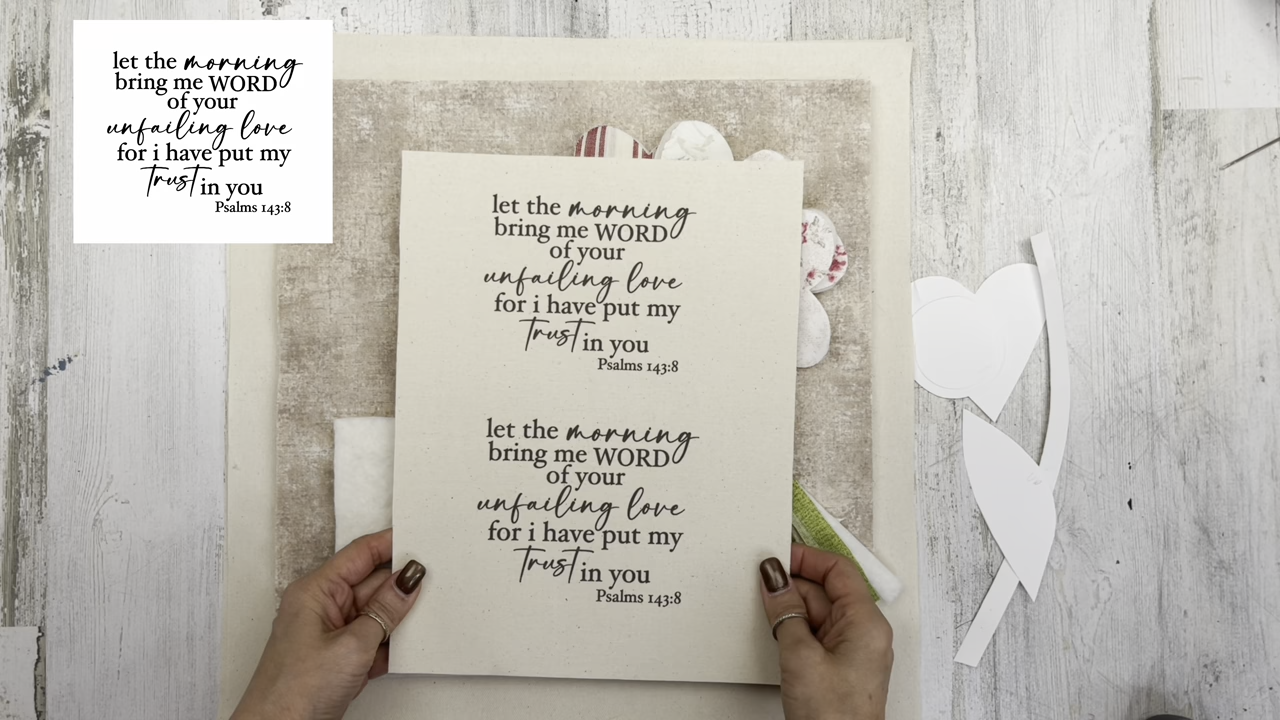 let the morning
bring me WORD
of your
unfailing love
for i have put my
trust in you
Psalms 143:8
let the morning
bring me WORD
of your
unfailing love
for i have put my
trust in you
Psalms 143:8
let the morning
bring me WORD
of your
unfailing love
for i have put my
trust in you
Psalms 143:8